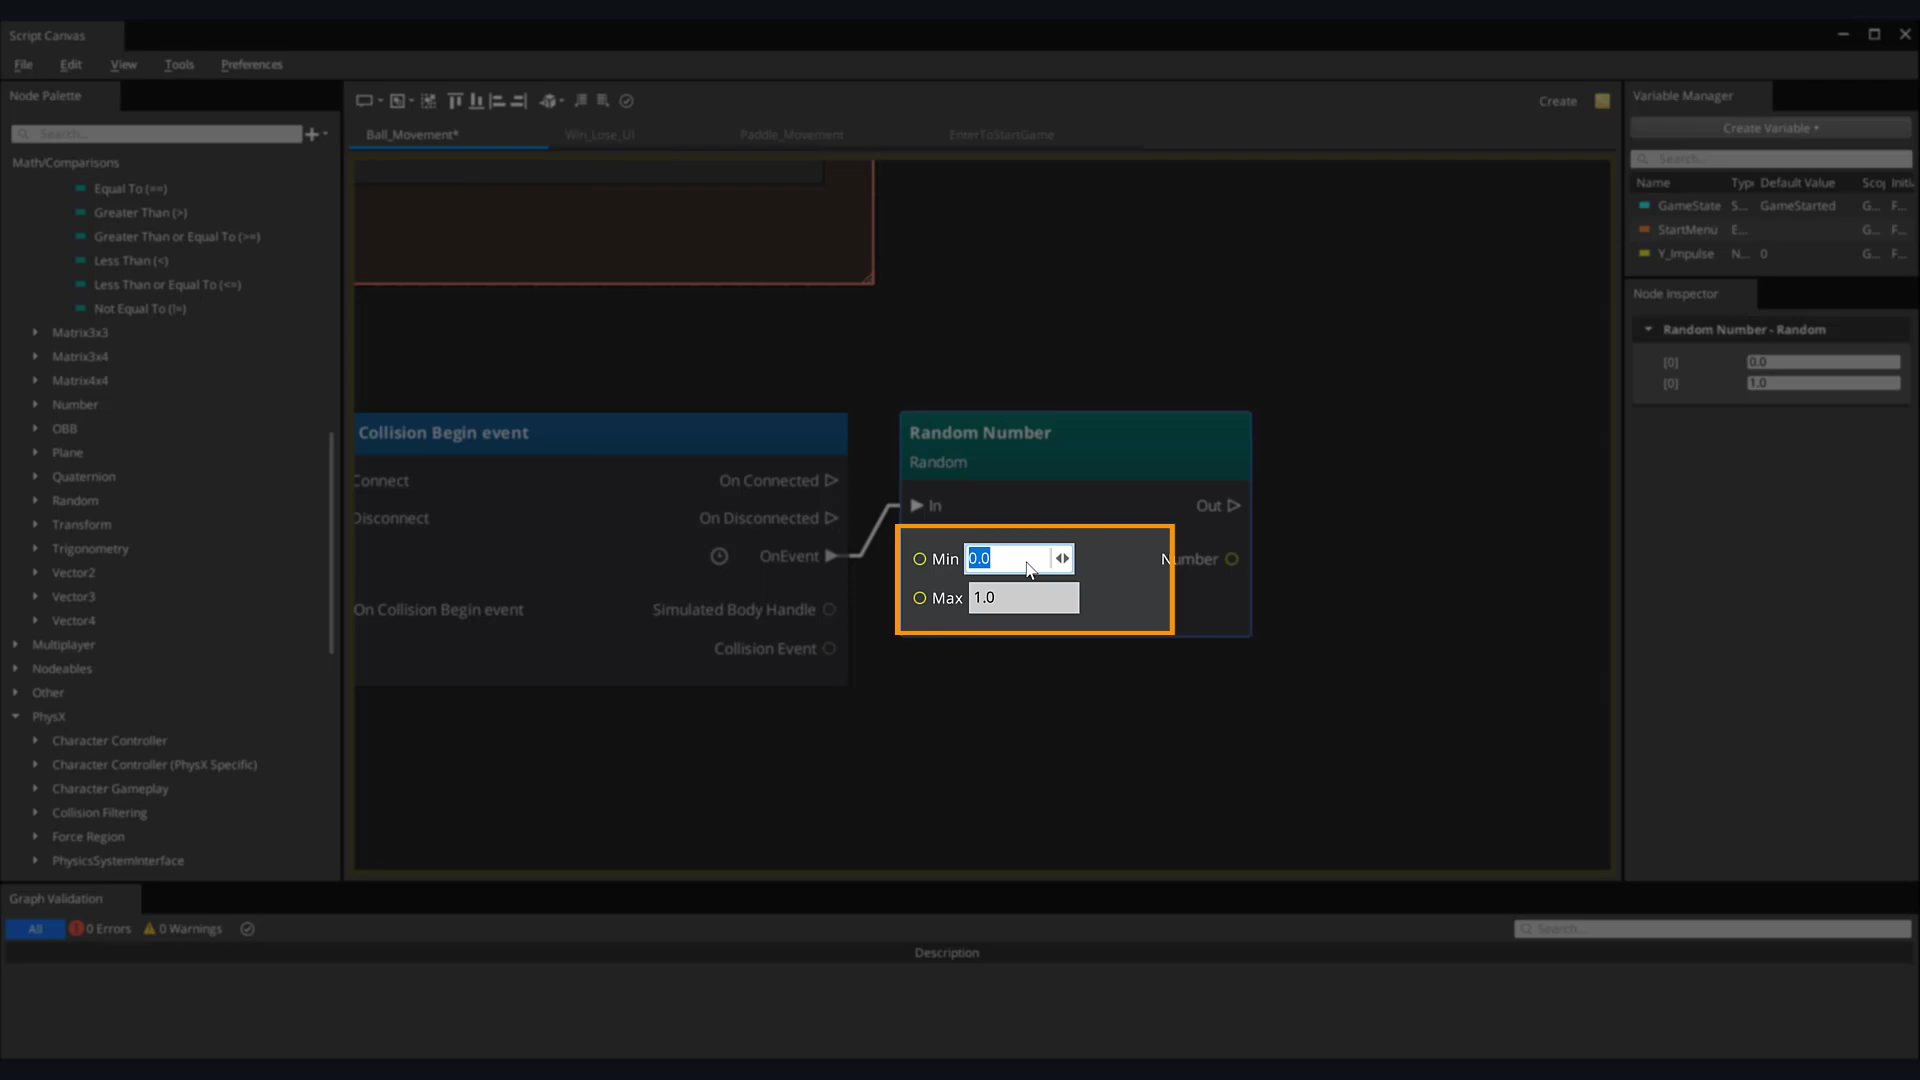 Script Canvas
File Edit View Tools Preferences
Node Palette
Search...
Math/Comparisons
Equal To (==)
Greater Than (>)
Greater Than or Equal To (>=)
Less Than (<)
Less Than or Equal To (<=)
Not Equal To (!=)
Matrix3x3
Matrix3x4
Matrix4x4
Number
OBB
Plane
Quaternion
Random
Transform
Trigonometry
Vector2
Vector3
Vector4
Multiplayer
Nodeables
Other
PhysX
Character Controller
Character Controller (PhysX Specific)
Character Gameplay
Collision Filtering
Force Region
PhysicsSystemInterface
Create
Ball_Movement* Win_Lose_UI Paddle_Movement EnterToStartGame
Collision Begin event
Connect On Connected
Disconnect On Disconnected
OnEvent
On Collision Begin event Simulated Body Handle
Collision Event
Random Number
Random
In Out
Min 0.0 Number
Max 1.0
Variable Manager
Create Variable
Search...
Name Type Default Value Scop Initi
GameState S... GameStarted G... F...
StartMenu E... G... F...
Y_Impulse N... 0 G... F...
Node Inspector
Random Number - Random
[0] 0.0
[0] 1.0
Graph Validation
All 0 Errors 0 Warnings
Search...
Description